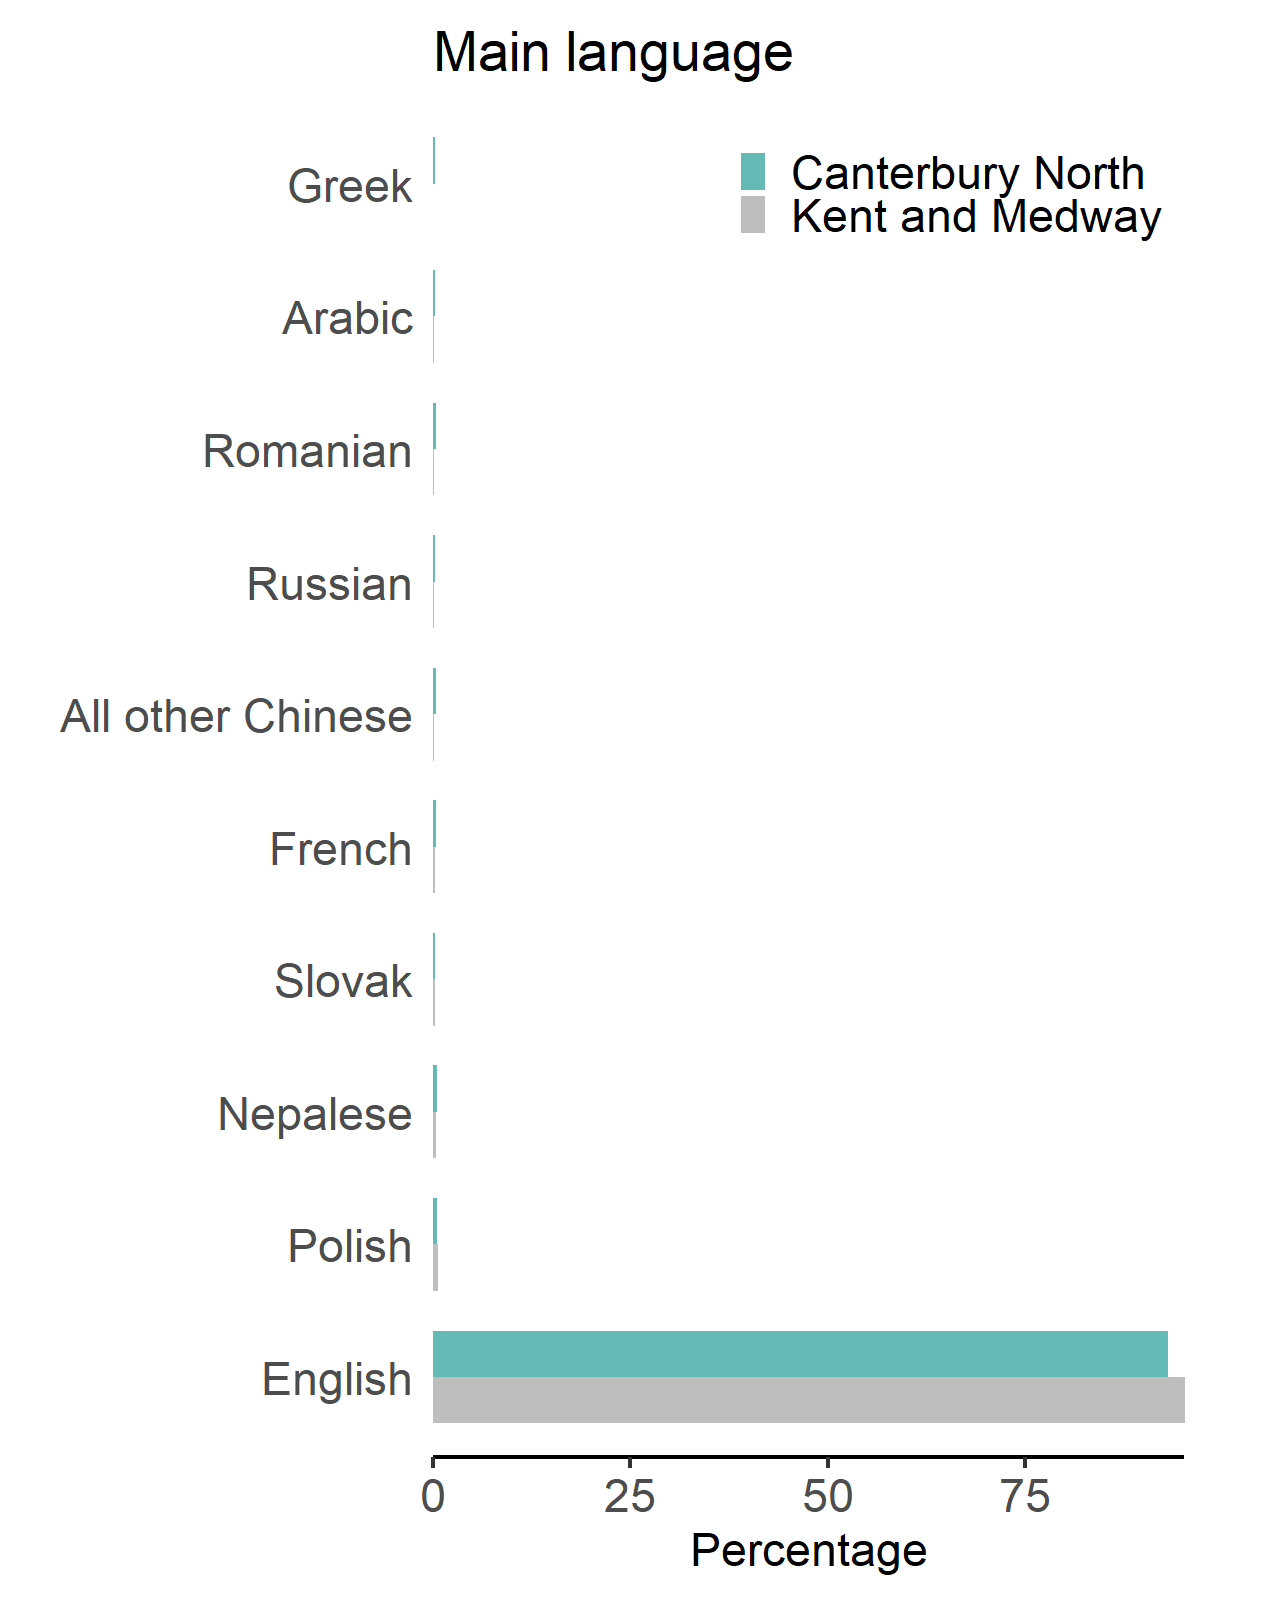 Main language
Canterbury North
Kent and Medway
Greek
Arabic
Romanian
Russian
All other Chinese
French
Slovak
Nepalese
Polish
English
0 25 50 75
Percentage